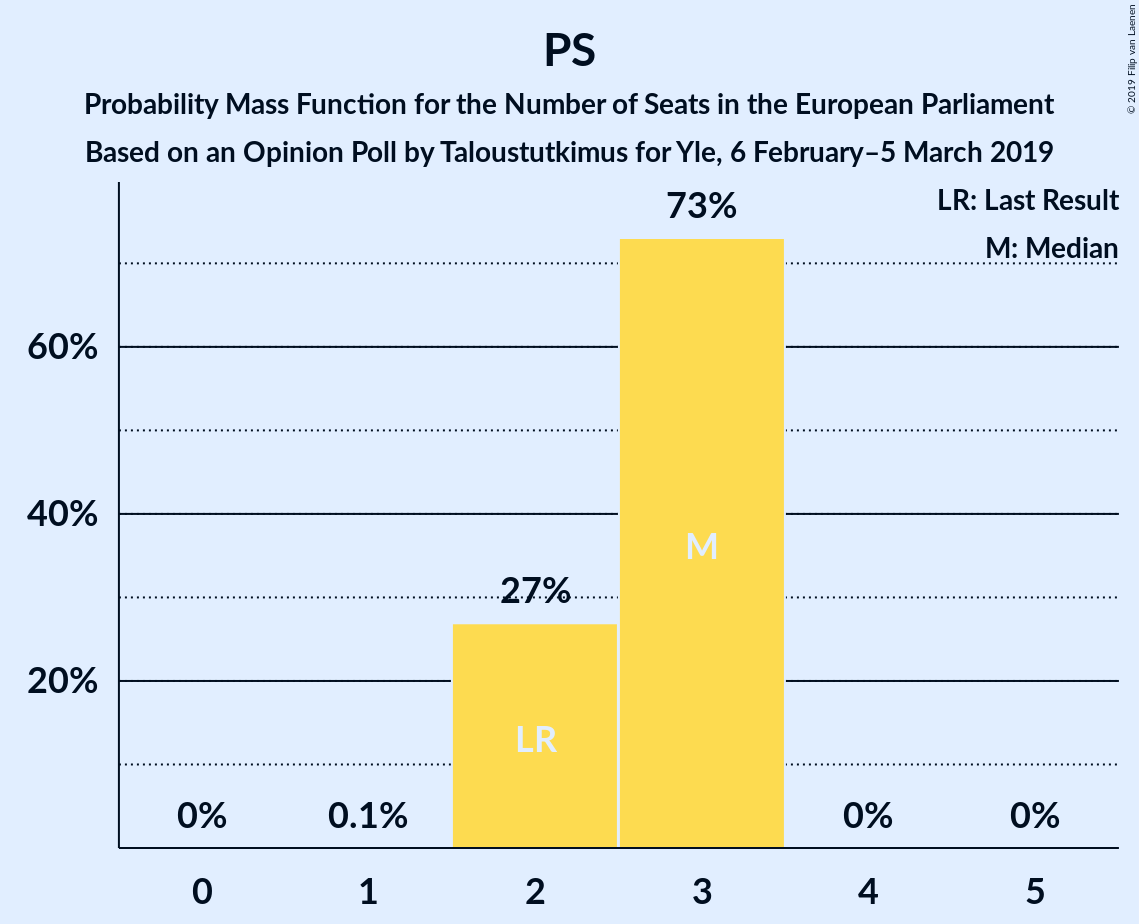 PS
Probability Mass Function for the Number of Seats in the European Parliament
Based on an Opinion Poll by Taloustutkimus for Yle, 6 February–5 March 2019
© 2019 Filip van Laenen
LR: Last Result
M: Median
73%
60%
40%
M
27%
20%
LR
0%
0.1%
0%
0%
0
1
2
3
4
5